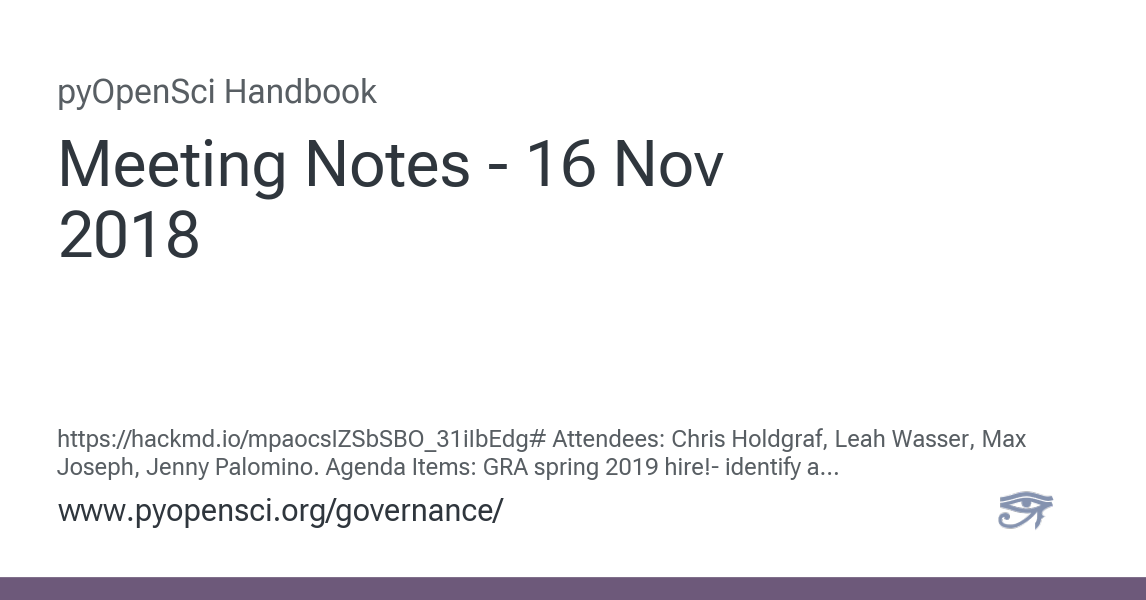 pyOpenSci Handbook
Meeting Notes - 16 Nov
2018
https://hackmd.io/mpaocsIZSbSBO_31iIbEdg# Attendees: Chris Holdgraf, Leah Wasser, Max
Joseph, Jenny Palomino. Agenda Items: GRA spring 2019 hire!- identify a...
www.pyopensci.org/governance/